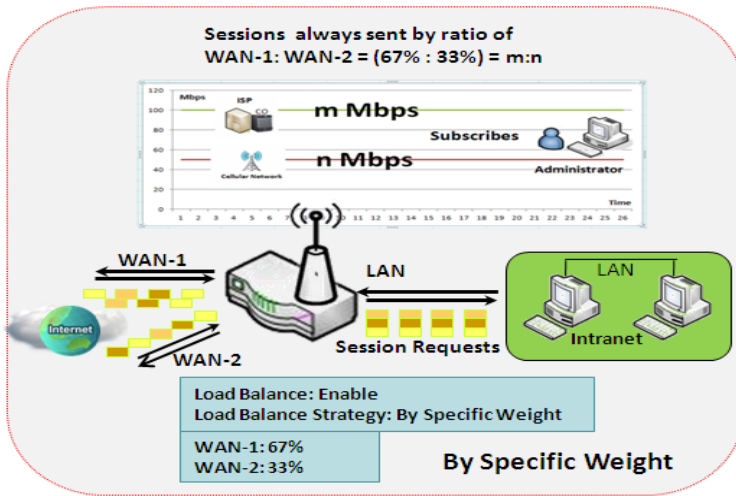 Sessions always sent by ratio of
WAN-1: WAN-2 = (67% : 33%) = m:n
120
100
80
60
40
20
0
Mbps
ISP
CO
m Mbps
Subscribes
Cellular Network
n Mbps
Administrator
Time
1 2 3 4 5 6 7 8 9 10 11 12 13 14 15 16 17 18 19 20 21 22 23 24 25 26
WAN-1
LAN
LAN
Internet
WAN-2
Session Requests
Intranet
Load Balance: Enable
Load Balance Strategy: By Specific Weight
WAN-1: 67%
WAN-2: 33%
By Specific Weight